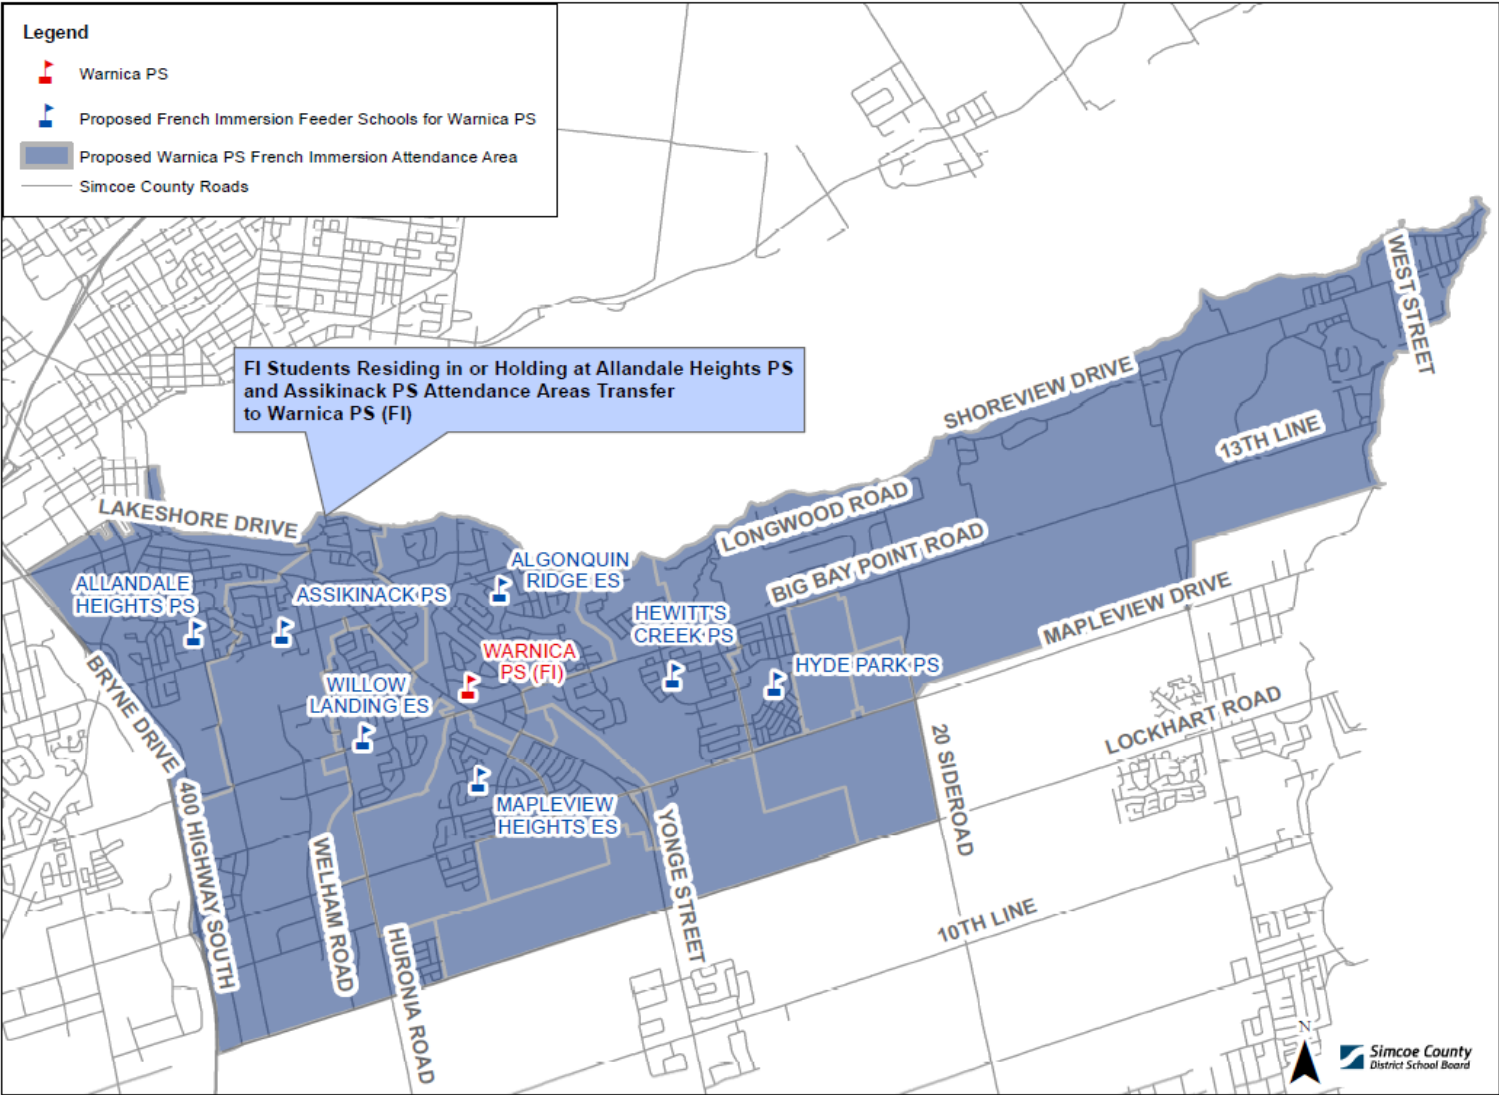 Legend
Warnica PS
Proposed French Immersion Feeder Schools for Warnica PS
Proposed Warnica PS French Immersion Attendance Area
Simcoe County Roads
FI Students Residing in or Holding at Allandale Heights PS
and Assikinack PS Attendance Areas Transfer
to Warnica PS (FI)
WEST STREET
SHOREVIEW DRIVE
13TH LINE
LAKESHORE DRIVE
LONGWOOD ROAD
BIG BAY POINT ROAD
ALLANDALE
HEIGHTS PS
ASSIKINACK PS
ALGONQUIN
RIDGE ES
HEWITT'S
CREEK PS
MAPLEVIEW DRIVE
WARNICA
PS (FI)
HYDE PARK PS
WILLOW
LANDING ES
BRYNE DRIVE
LOCKHART ROAD
20 SIDEROAD
MAPLEVIEW
HEIGHTS ES
400 HIGHWAY SOUTH
WELHAM ROAD
YONGE STREET
HURONIA ROAD
10TH LINE
N
Simcoe County
District School Board